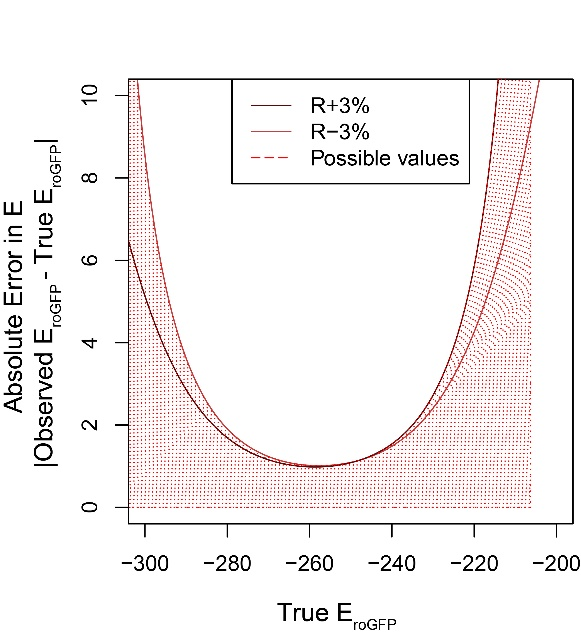 Absolute Error in E
|Observed EroGFP - True EroGFP|
10
8
6
4
2
0
R+3%
R−3%
Possible values
−300 −280 −260 −240 −220 −200
True EroGFP